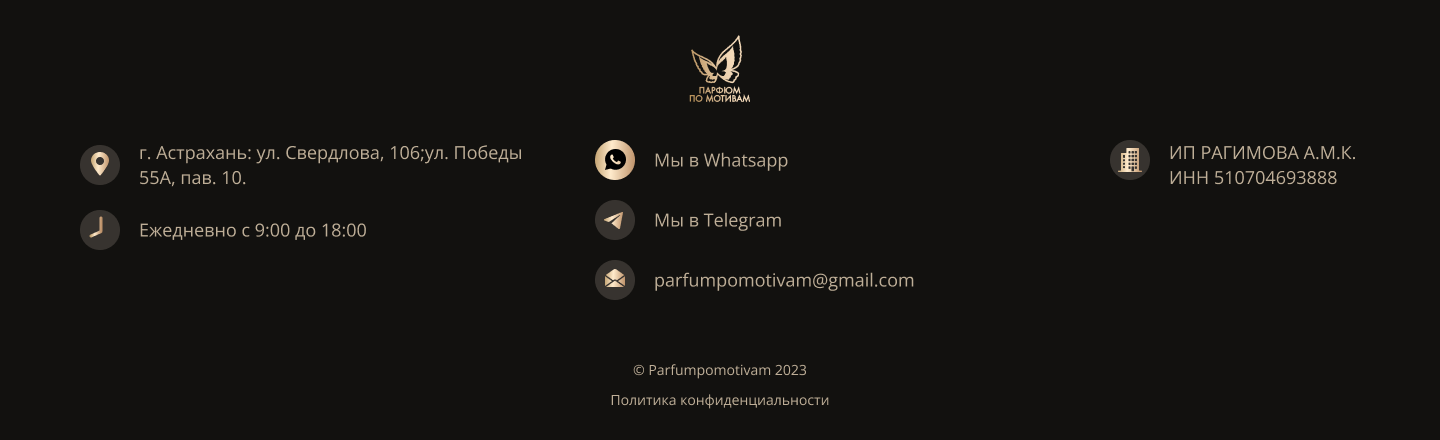 ПАРФЮМ
ПО МОТИВАМ
г. Астрахань: ул. Свердлова, 106;ул. Победы
55А, пав. 10.
Ежедневно с 9:00 до 18:00
Мы в Whatsapp
Мы в Telegram
parfumpomotivam@gmail.com
ИП РАГИМОВА А.М.К.
ИНН 510704693888
© Parfumpomotivam 2023
Политика конфиденциальности